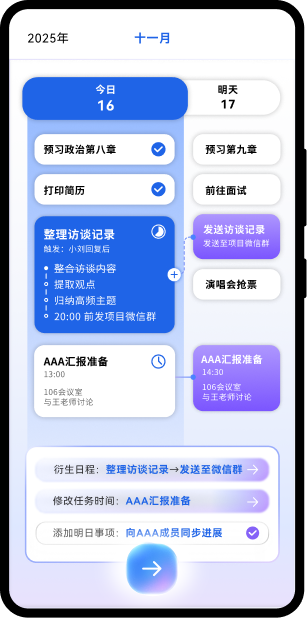 2025年
十一月
今日
16
明天
17
预习政治第八章
打印简历
整理访谈记录
触发：小刘回复后
整合访谈内容
提取观点
归纳高频主题
20:00 前发项目微信群
AAA汇报准备
13:00
106会议室
与王老师讨论
预习第九章
前往面试
发送访谈记录
发送至项目微信群
演唱会抢票
AAA汇报准备
14:30
106会议室
与王老师讨论
衍生日程：整理访谈记录→发送至微信群
修改任务时间：AAA汇报准备
添加明日事项：向AAA成员同步进展